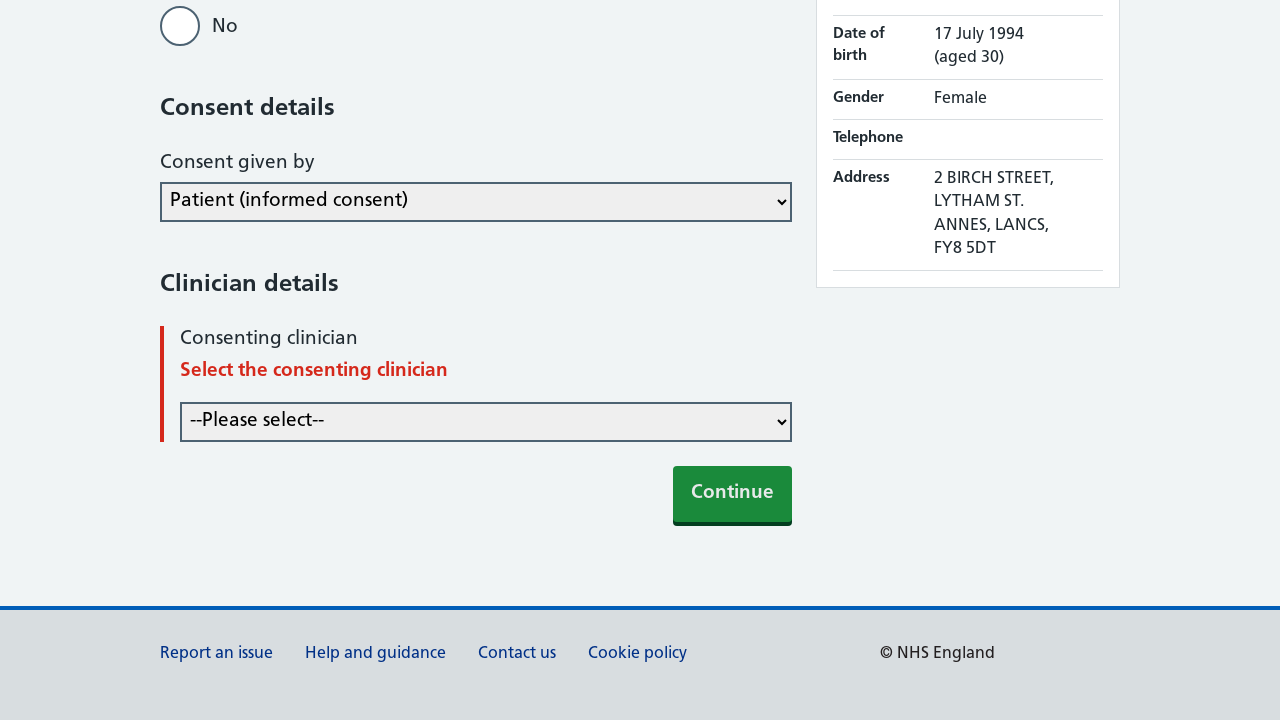 No
Consent details
Consent given by
Patient (informed consent)
Clinician details
Consenting clinician
Select the consenting clinician
--Please select--
Continue
Date of birth
17 July 1994
(aged 30)
Gender
Female
Telephone
Address
2 BIRCH STREET,
LYTHAM ST.
ANNES, LANCS,
FY8 5DT
Report an issue
Help and guidance
Contact us
Cookie policy
© NHS England